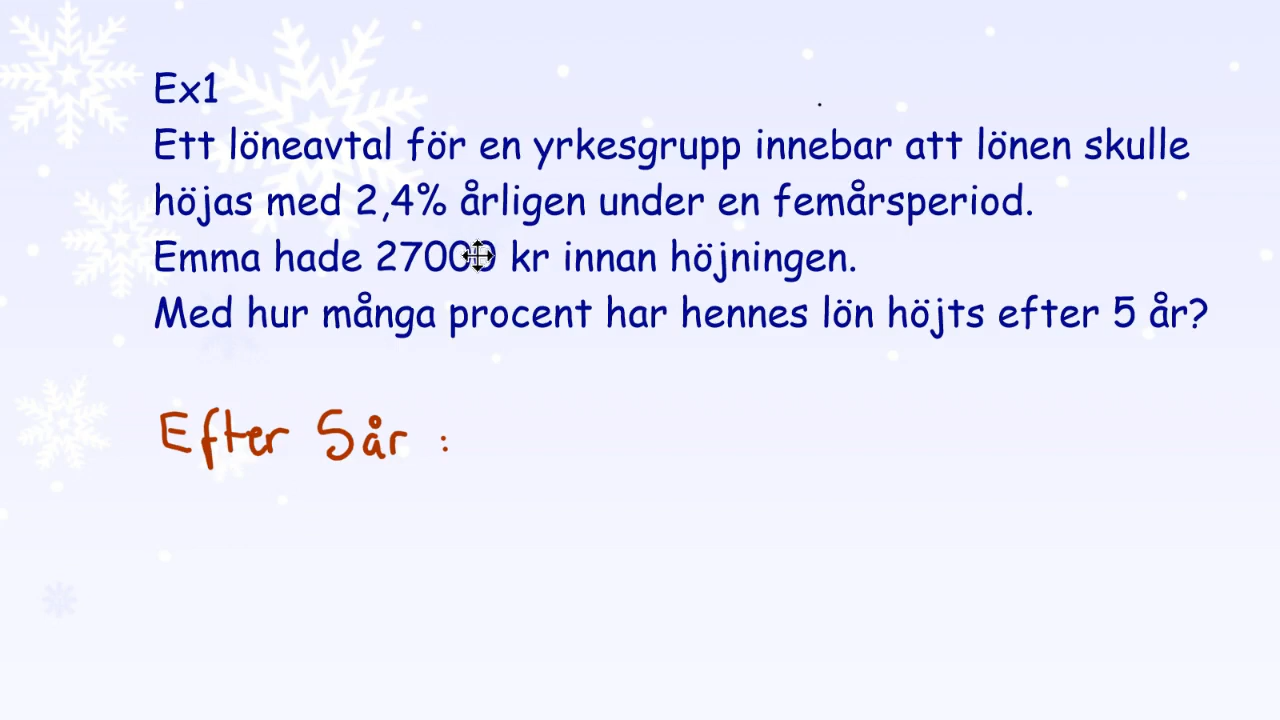 Ex1
Ett löneavtal för en yrkesgrupp innebar att lönen skulle
höjas med 2,4% årligen under en femårsperiod.
Emma hade 27000 kr innan höjningen.
Med hur många procent har hennes lön höjts efter 5 år?
Efter 5år :